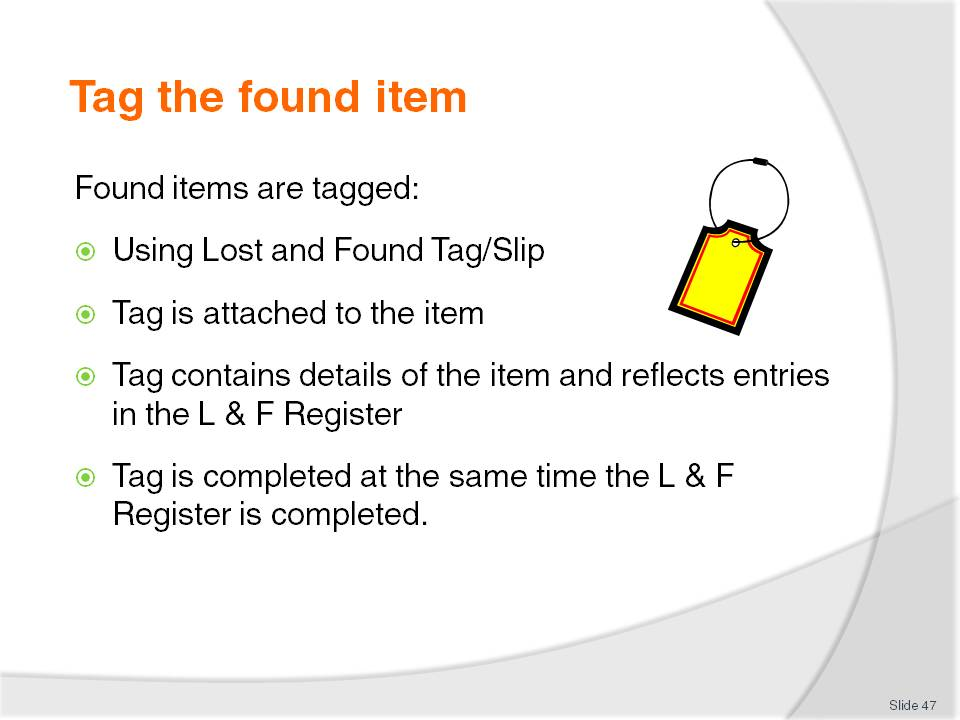 Tag the found item
Found items are tagged:
Using Lost and Found Tag/Slip
Tag is attached to the item
Tag contains details of the item and reflects entries
in the L & F Register
Tag is completed at the same time the L & F
Register is completed.
Slide 47